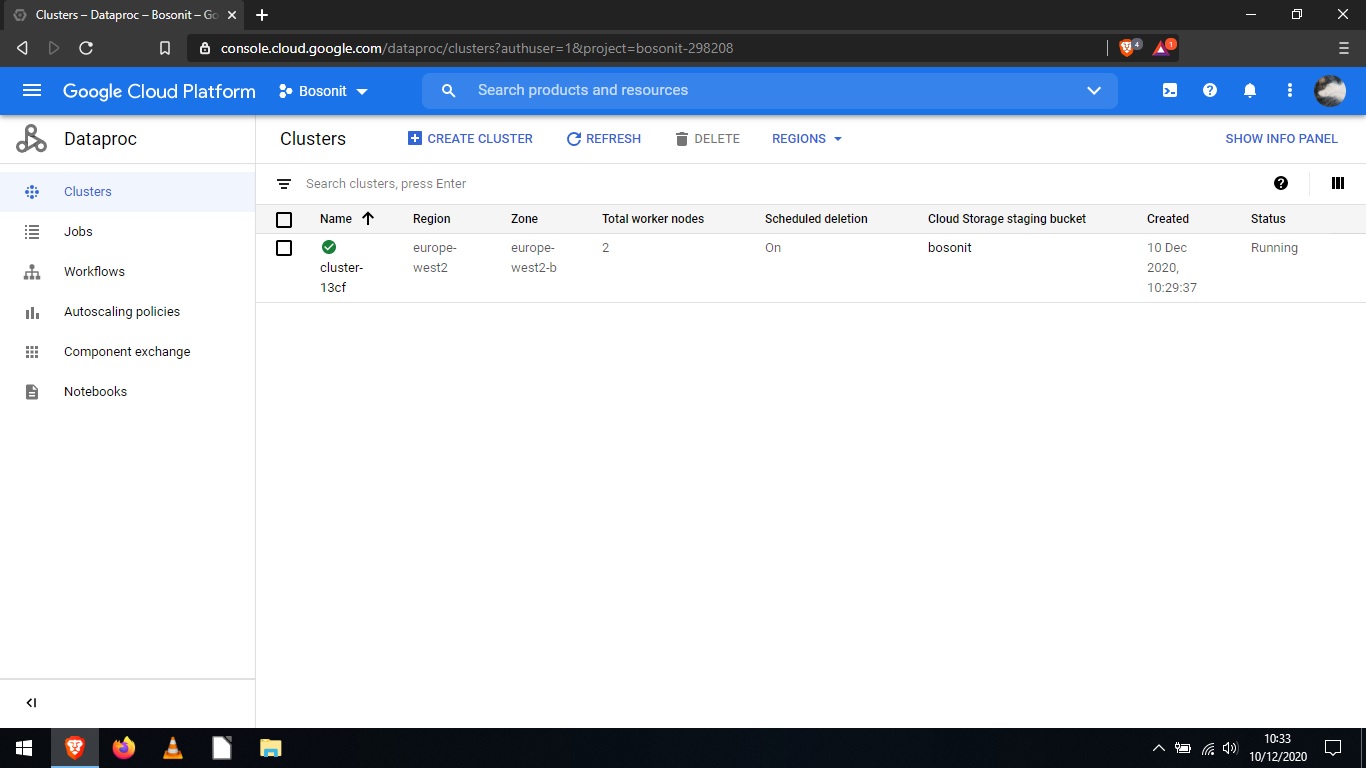 Clusters – Dataproc – Bosonit – Go
console.cloud.google.com/dataproc/clusters?authuser=1&project=bosonit-298208
4
1
Google Cloud Platform
Bosonit
Search products and resources
Dataproc
Clusters
CREATE CLUSTER
REFRESH
DELETE
REGIONS
SHOW INFO PANEL
Clusters
Jobs
Workflows
Autoscaling policies
Component exchange
Notebooks
Search clusters, press Enter
Name
Region
Zone
Total worker nodes
Scheduled deletion
Cloud Storage staging bucket
Created
Status
cluster-
13cf
europe-
west2
europe-
west2-b
2
On
bosonit
10 Dec
2020,
10:29:37
Running
10:33
10/12/2020